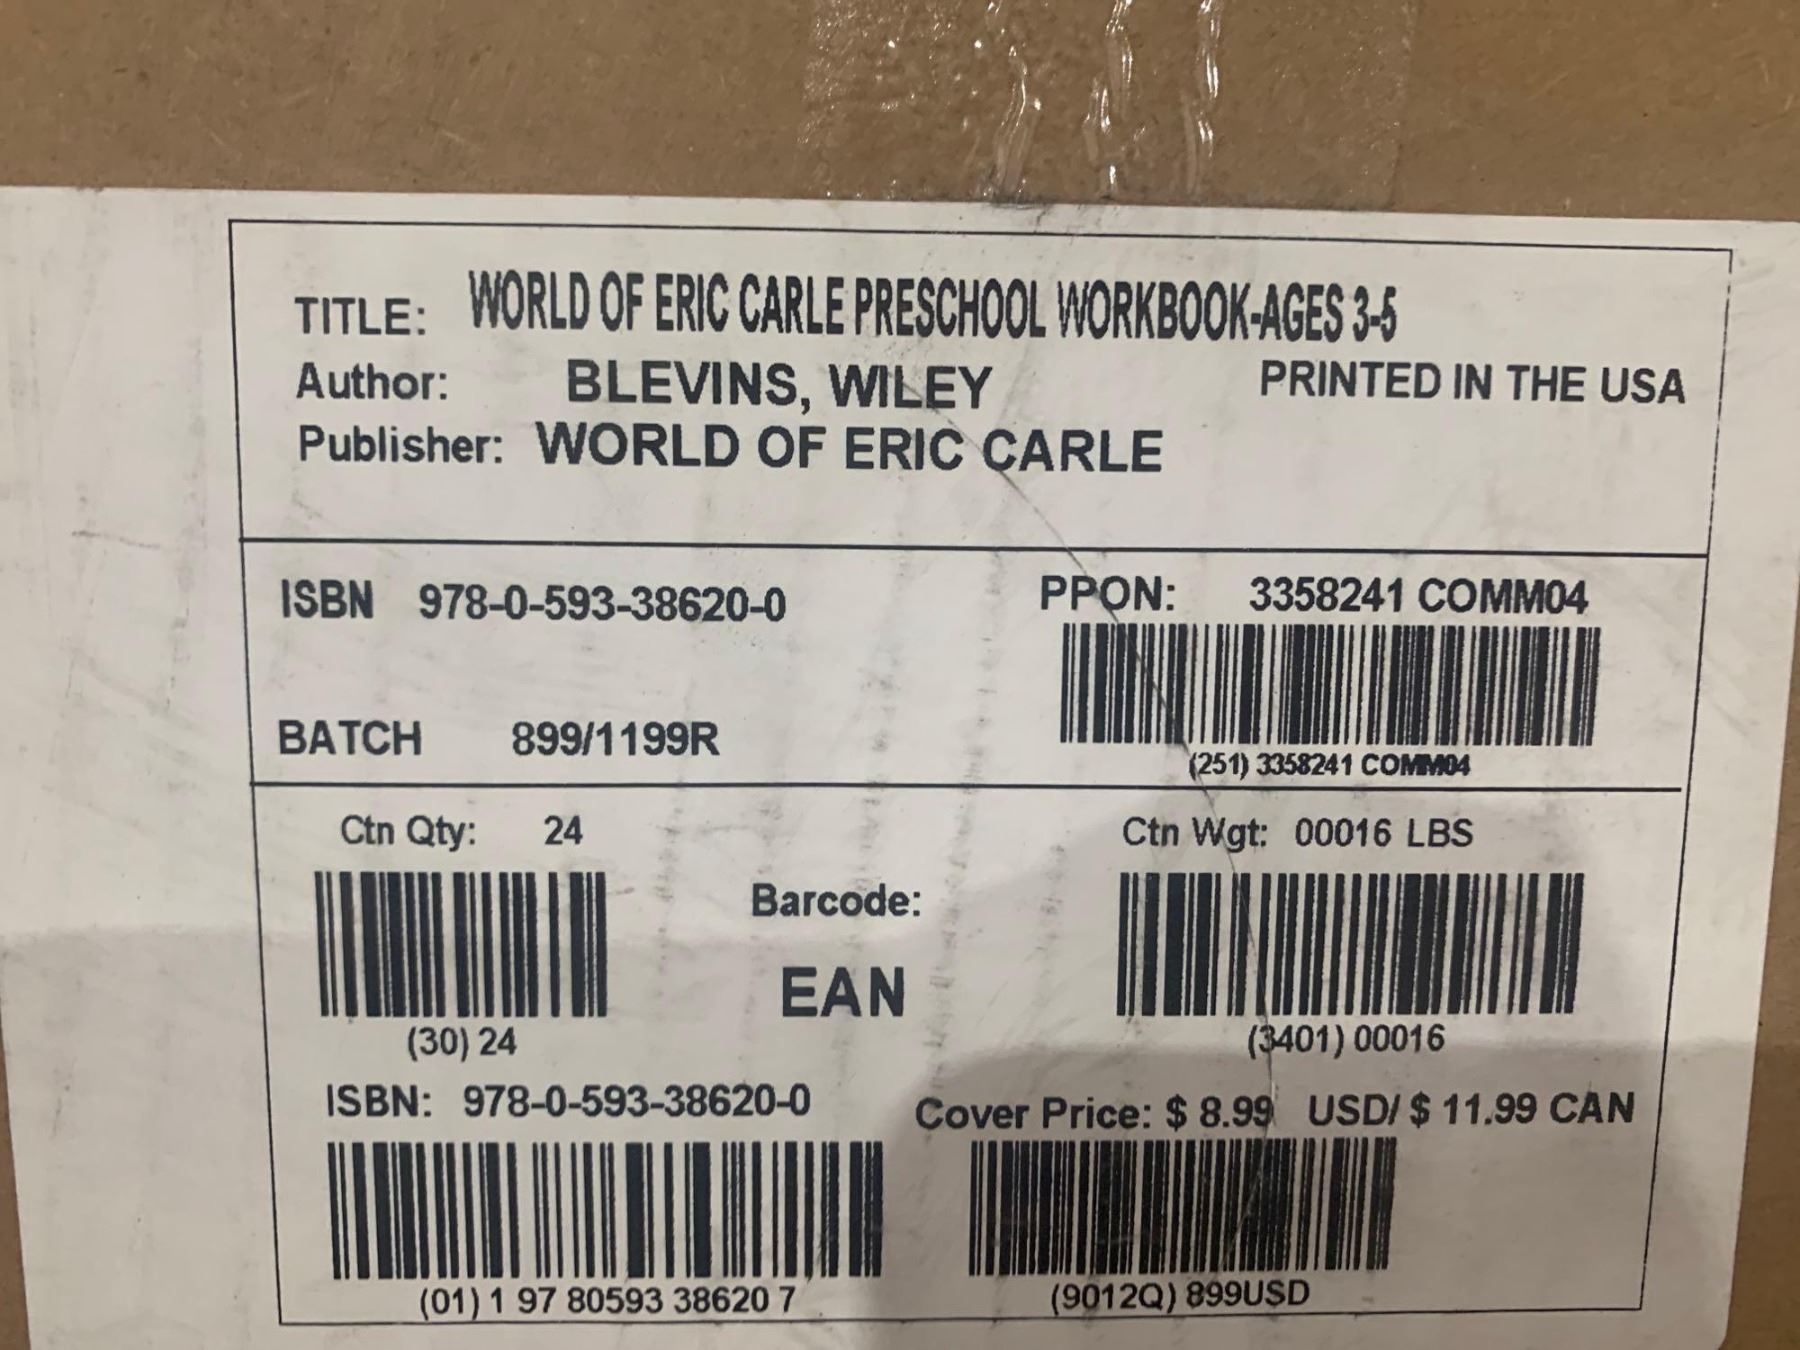 TITLE: WORLD OF ERIC CARLE PRESCHOOL WORKBOOK-AGES 3-5
Author: BLEVINS, WILEY PRINTED IN THE USA
Publisher: WORLD OF ERIC CARLE
ISBN 978-0-593-38620-0 PPON: 3358241 COMM04
BATCH 899/1199R
(251) 3358241 COMM04
Ctn Qty: 24 Ctn Wgt: 00016 LBS
Barcode:
EAN
(30) 24 (3401) 00016
ISBN: 978-0-593-38620-0 Cover Price: $ 8.99 USD/ $ 11.99 CAN
(01) 1 97 80593 38620 7 (9012Q) 899USD